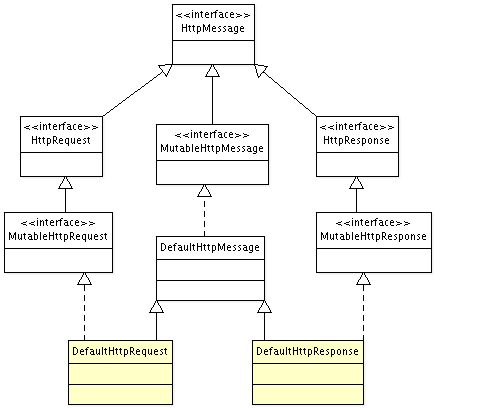 <<interface>>
HttpMessage
<<interface>>
HttpRequest
<<interface>>
MutableHttpMessage
<<interface>>
HttpResponse
<<interface>>
MutableHttpRequest
DefaultHttpMessage
<<interface>>
MutableHttpResponse
DefaultHttpRequest
DefaultHttpResponse